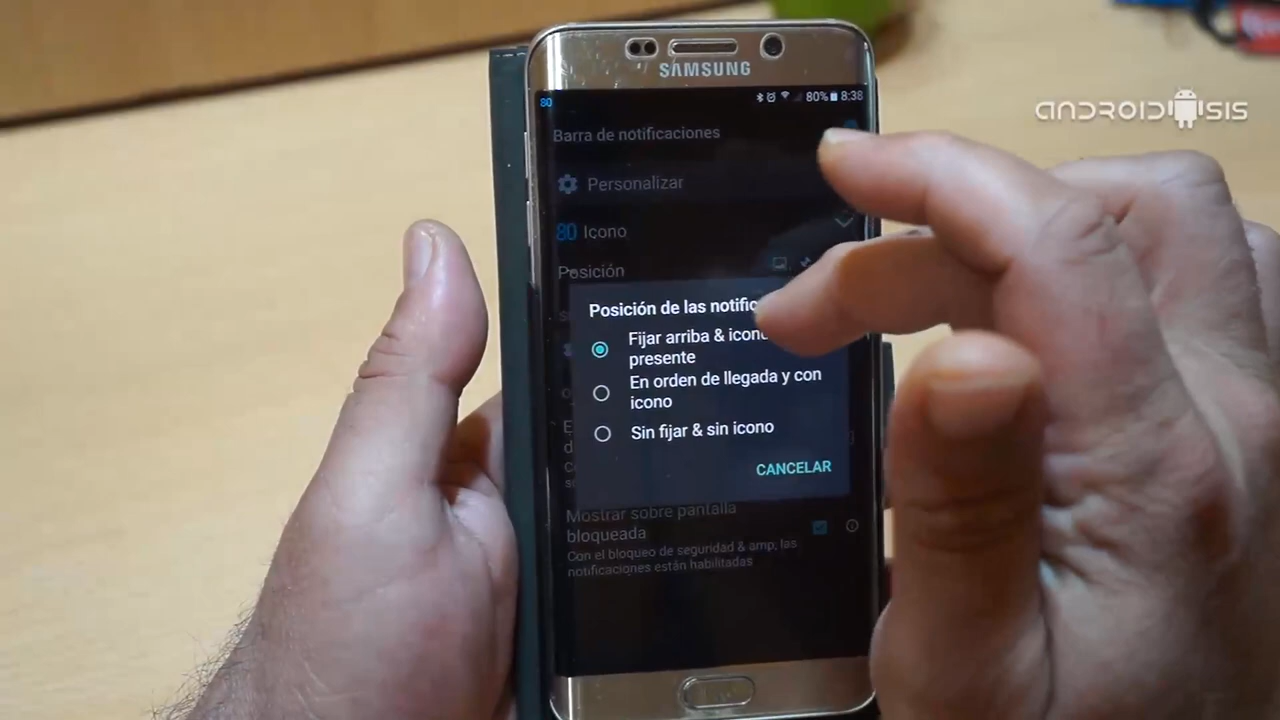 ANDROIDSIS
SAMSUNG
80
80% 8:38
Barra de notificaciones
Personalizar
80 Icono
Posición
Posición de las notific
Fijar arriba & icono
presente
En orden de llegada y con
icono
Sin fijar & sin icono
CANCELAR
Mostrar sobre pantalla
bloqueada
Con el bloqueo de seguridad & amp, las
notificaciones están habilitadas